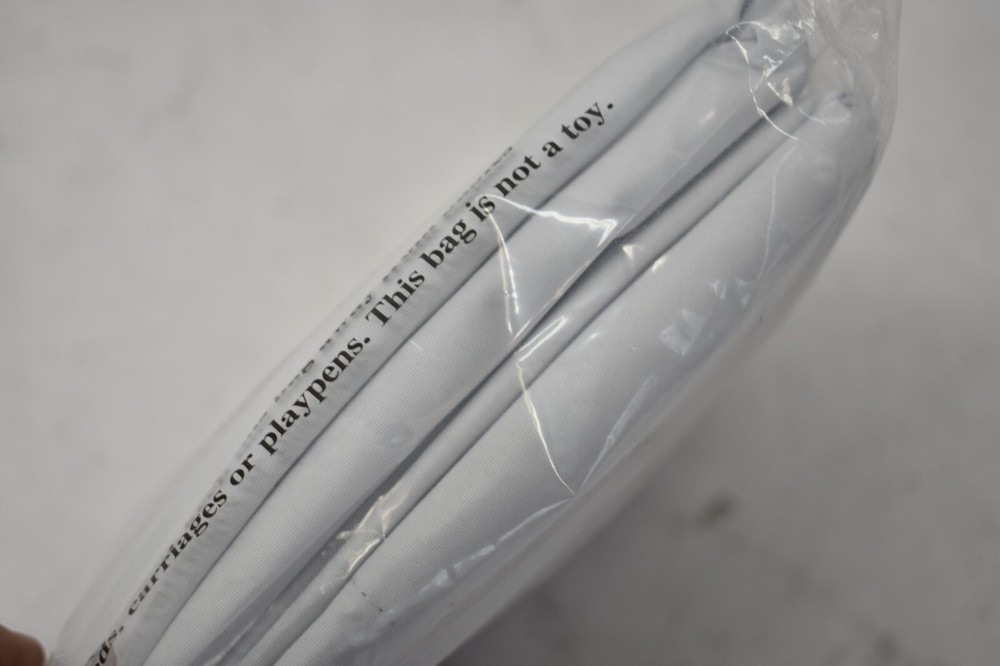 carriages or playpens. This bag is not a toy.